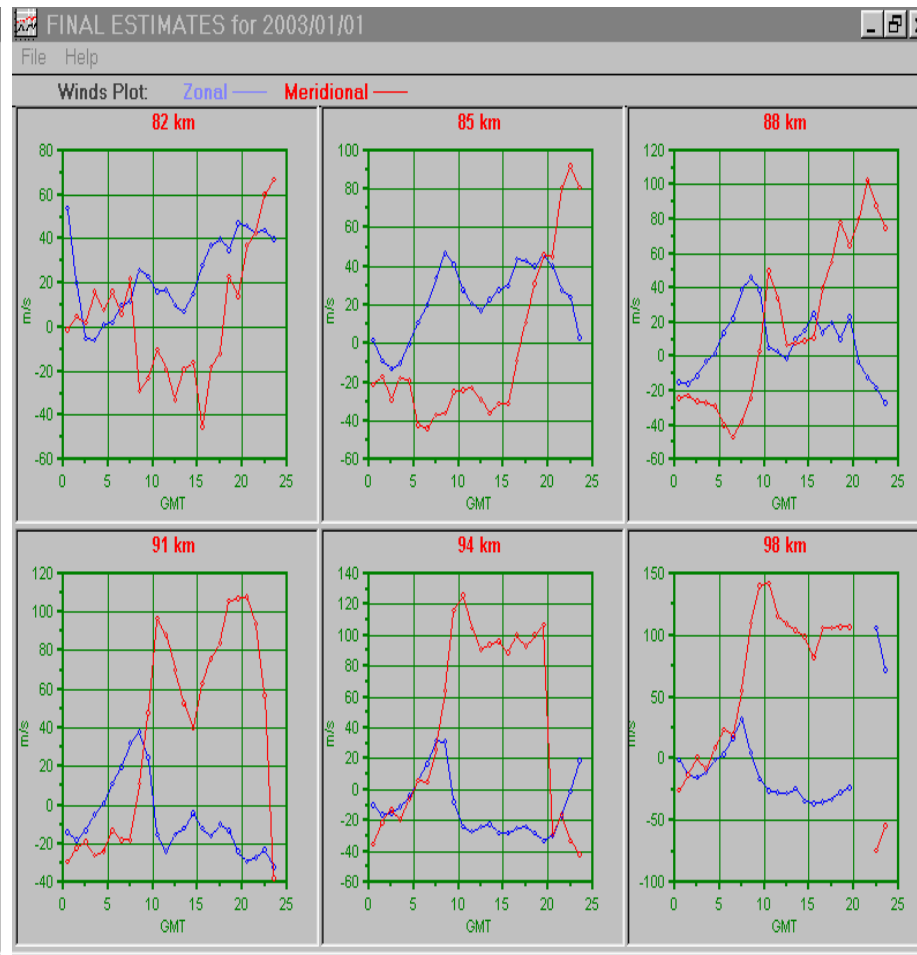 FINAL ESTIMATES for 2003/01/01
File Help
Winds Plot: Zonal Meridional
82 km
80
60
40
20
0
-20
-40
-60
m/s
0 5 10 15 20 25
GMT
85 km
100
80
60
40
20
0
-20
-40
-60
m/s
0 5 10 15 20 25
GMT
88 km
120
100
80
60
40
20
0
-20
-40
-60
m/s
0 5 10 15 20 25
GMT
91 km
120
100
80
60
40
20
0
-20
-40
m/s
0 5 10 15 20 25
GMT
94 km
140
120
100
80
60
40
20
0
-20
-40
-60
m/s
0 5 10 15 20 25
GMT
98 km
150
100
50
0
-50
-100
m/s
0 5 10 15 20 25
GMT